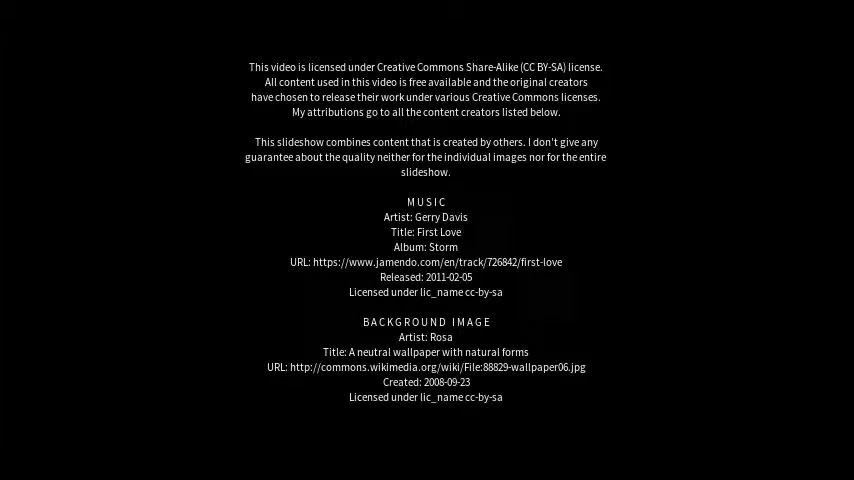 This video is licensed under Creative Commons Share-Alike (CC BY-SA) license.
All content used in this video is free available and the original creators
have chosen to release their work under various Creative Commons licenses.
My attributions go to all the content creators listed below.
This slideshow combines content that is created by others. I don't give any
guarantee about the quality neither for the individual images nor for the entire
slideshow.
MUSIC
Artist: Gerry Davis
Title: First Love
Album: Storm
URL: https://www.jamendo.com/en/track/726842/first-love
Released: 2011-02-05
Licensed under lic_name cc-by-sa
BACKGROUND IMAGE
Artist: Rosa
Title: A neutral wallpaper with natural forms
URL: http://commons.wikimedia.org/wiki/File:88829-wallpaper06.jpg
Created: 2008-09-23
Licensed under lic_name cc-by-sa